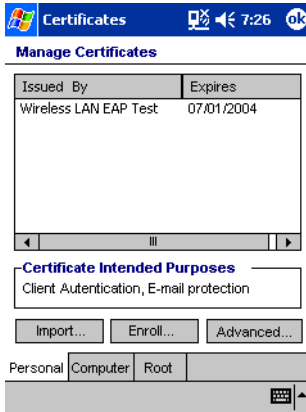 Certificates 7:26 ok
Manage Certificates
Issued By Expires
Wireless LAN EAP Test 07/01/2004
Certificate Intended Purposes
Client Autentication, E-mail protection
Import... Enroll... Advanced...
Personal Computer Root